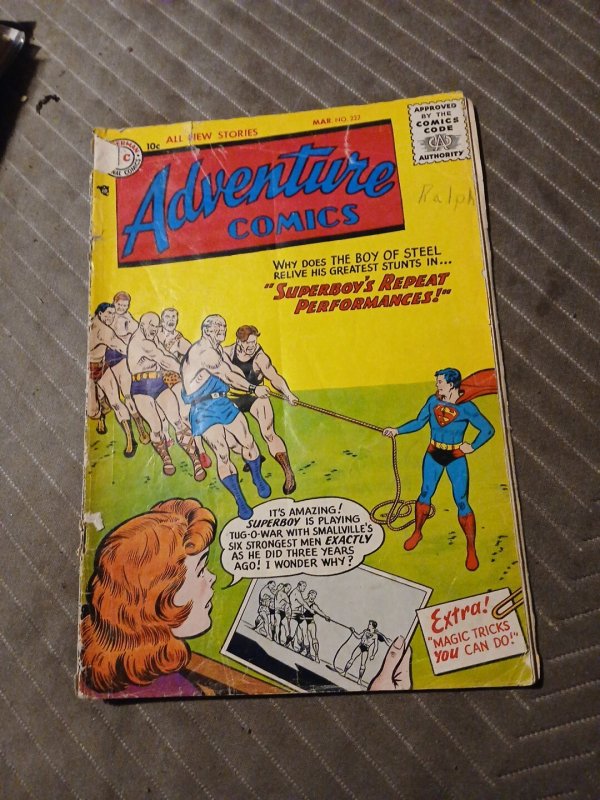 10c
ALL NEW STORIES
MAR. NO. 222
APPROVED
BY THE
COMICS
CODE
AUTHORITY
Adventure
COMICS
Ralph
WHY DOES THE BOY OF STEEL
RELIVE HIS GREATEST STUNTS IN...
"SUPERBOY'S REPEAT
PERFORMANCES!"
IT'S AMAZING!
SUPERBOY IS PLAYING
TUG-O-WAR WITH SMALLVILLE'S
SIX STRONGEST MEN EXACTLY
AS HE DID THREE YEARS
AGO! I WONDER WHY?
Extra!
"MAGIC TRICKS
YOU CAN DO!"